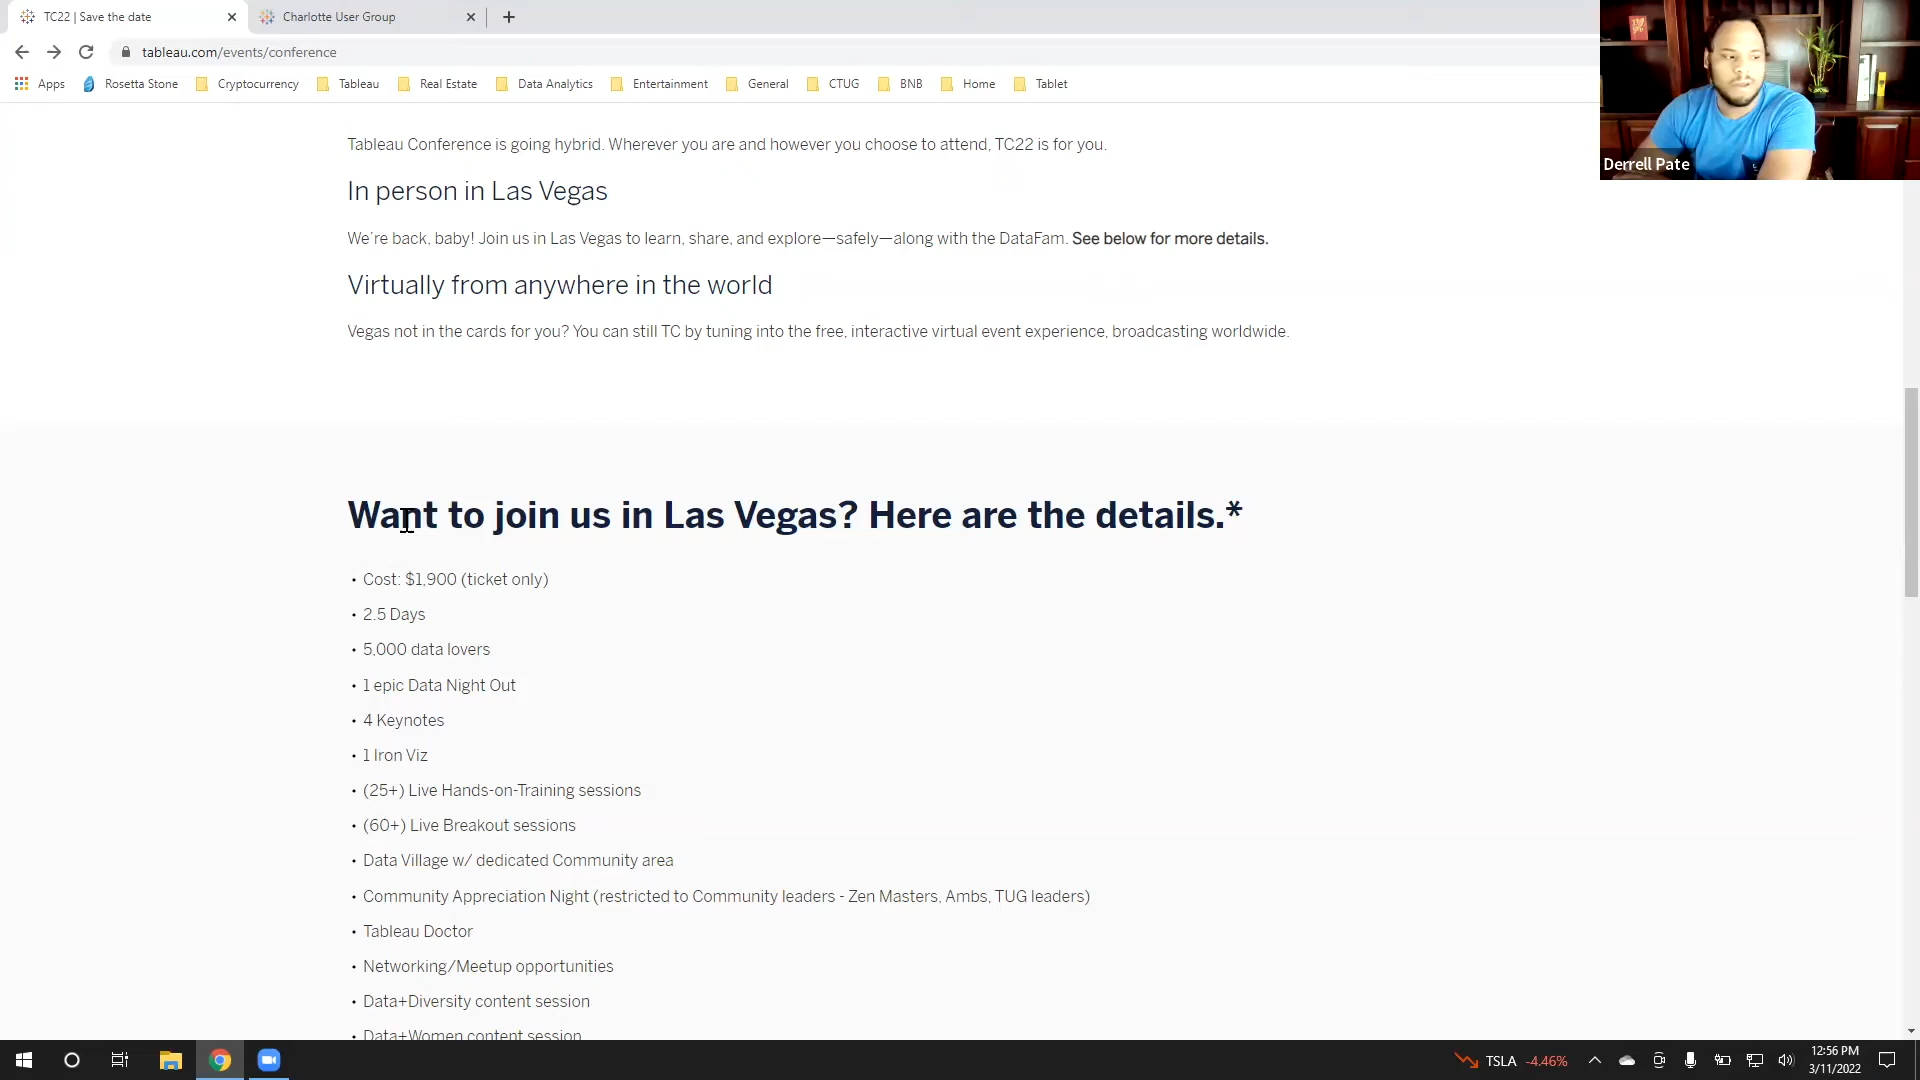 TC22 | Save the date
Charlotte User Group
tableau.com/events/conference
Apps
Rosetta Stone
Cryptocurrency
Tableau
Real Estate
Data Analytics
Entertainment
General
CTUG
BNB
Home
Tablet
Derrell Pate
Tableau Conference is going hybrid. Wherever you are and however you choose to attend, TC22 is for you.
In person in Las Vegas
We're back, baby! Join us in Las Vegas to learn, share, and explore—safely—along with the DataFam. See below for more details.
Virtually from anywhere in the world
Vegas not in the cards for you? You can still TC by tuning into the free, interactive virtual event experience, broadcasting worldwide.
Want to join us in Las Vegas? Here are the details.*
• Cost: $1,900 (ticket only)
• 2.5 Days
• 5,000 data lovers
• 1 epic Data Night Out
• 4 Keynotes
• 1 Iron Viz
• (25+) Live Hands-on-Training sessions
• (60+) Live Breakout sessions
• Data Village w/ dedicated Community area
• Community Appreciation Night (restricted to Community leaders - Zen Masters, Ambs, TUG leaders)
• Tableau Doctor
• Networking/Meetup opportunities
• Data+Diversity content session
• Data+Women content session
TSLA -4.46%
12:56 PM
3/11/2022